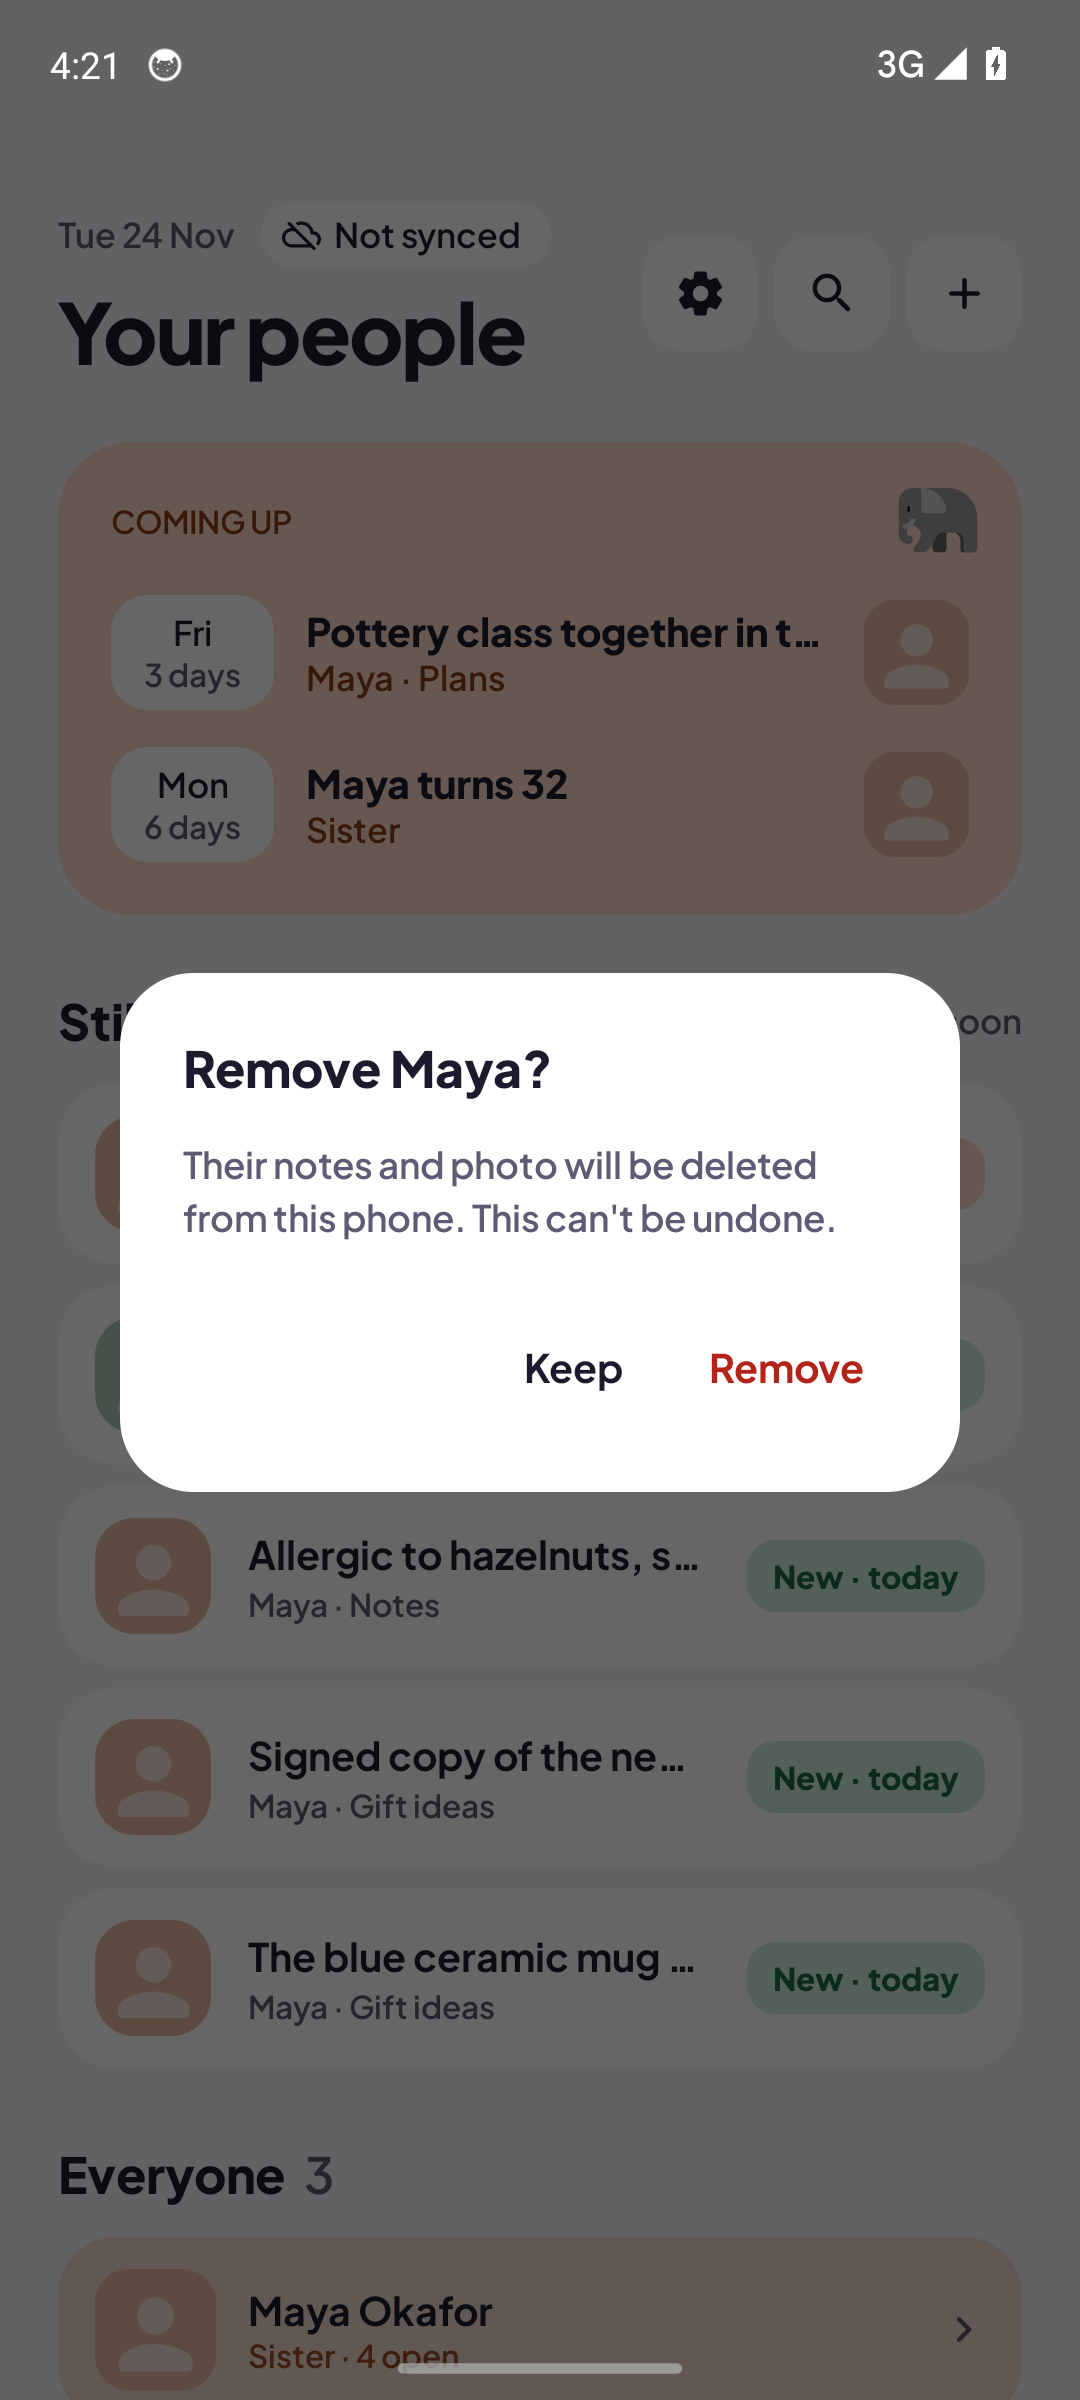 4:21
3G
Tue 24 Nov
Not synced
Your people
COMING UP
Fri
3 days
Pottery class together in t…
Maya · Plans
Mon
6 days
Maya turns 32
Sister
Remove Maya?
Their notes and photo will be deleted
from this phone. This can't be undone.
Keep
Remove
Allergic to hazelnuts, s…
Maya · Notes
New · today
Signed copy of the ne…
Maya · Gift ideas
New · today
The blue ceramic mug …
Maya · Gift ideas
New · today
Everyone 3
Maya Okafor
Sister · 4 open